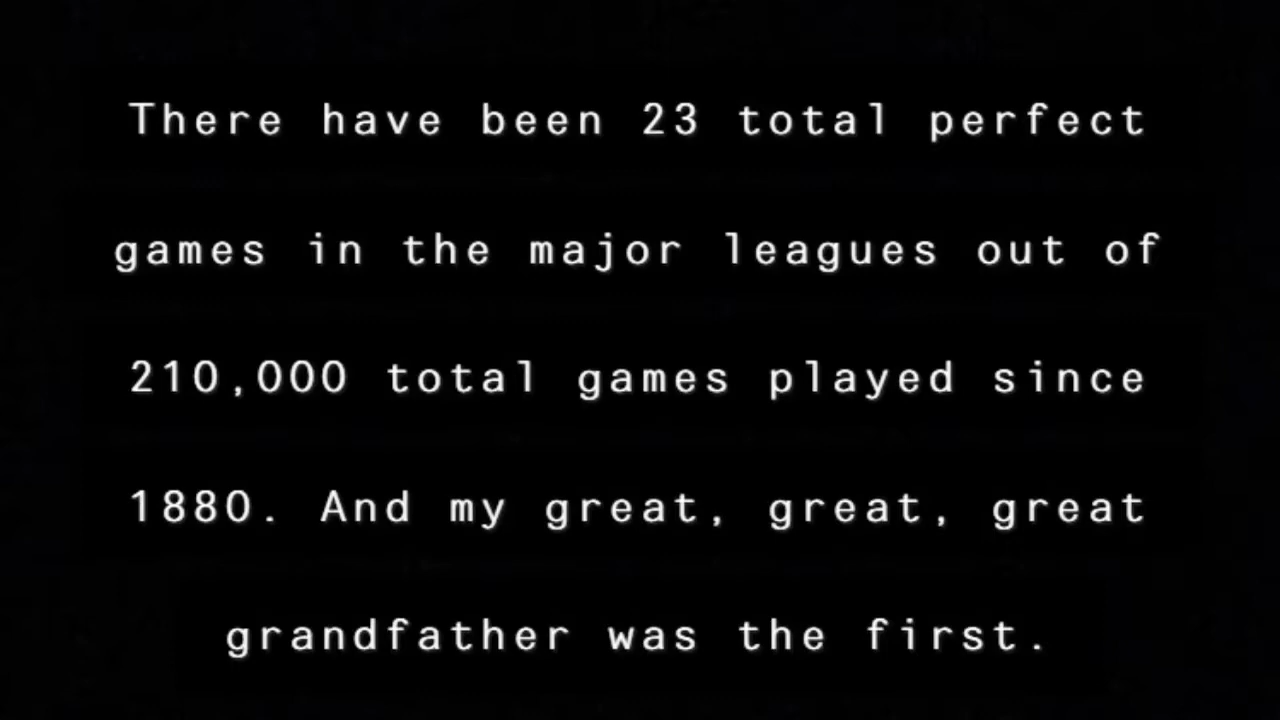 There have been 23 total perfect
games in the major leagues out of
210,000 total games played since
1880. And my great, great, great
grandfather was the first.